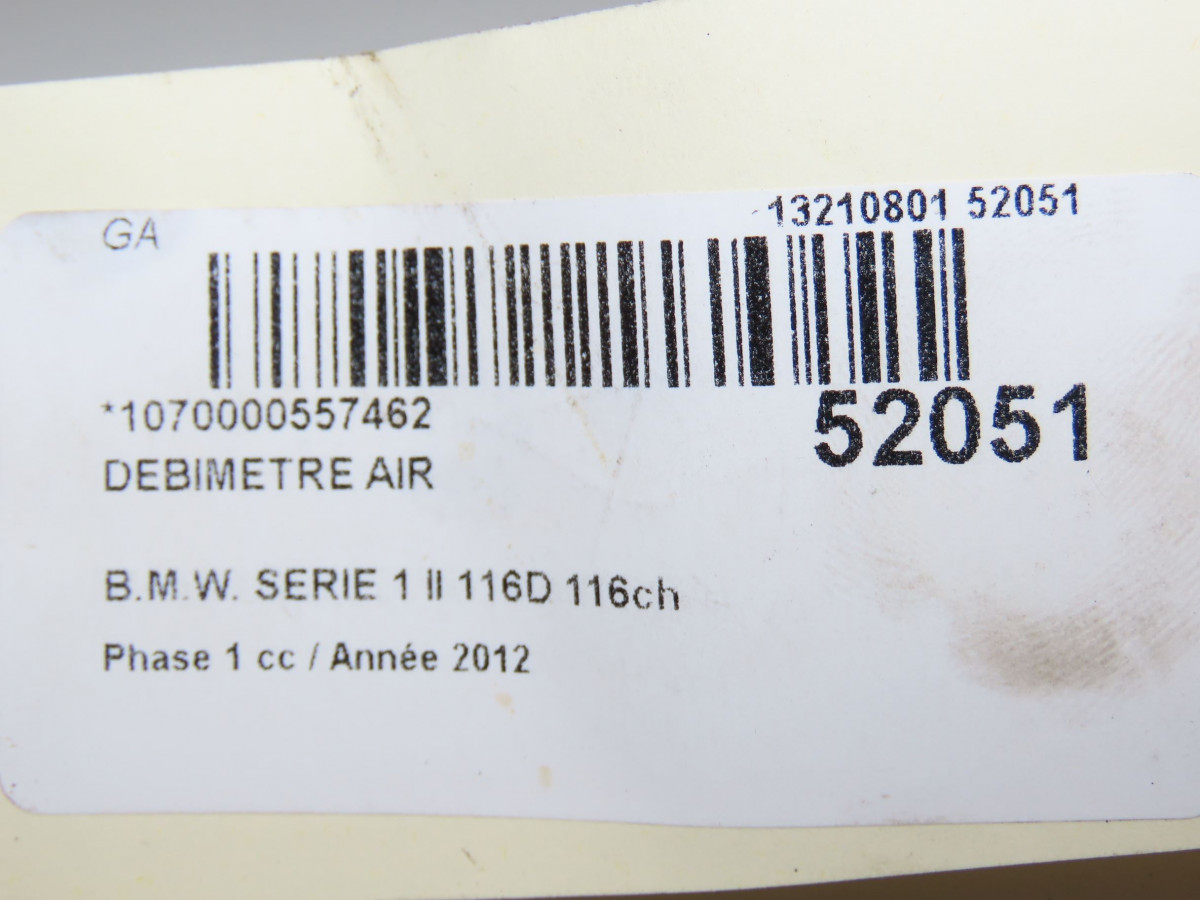 GA
13210801 52051
*1070000557462
52051
DEBIMETRE AIR
B.M.W. SERIE 1 II 116D 116ch
Phase 1 cc / Année 2012